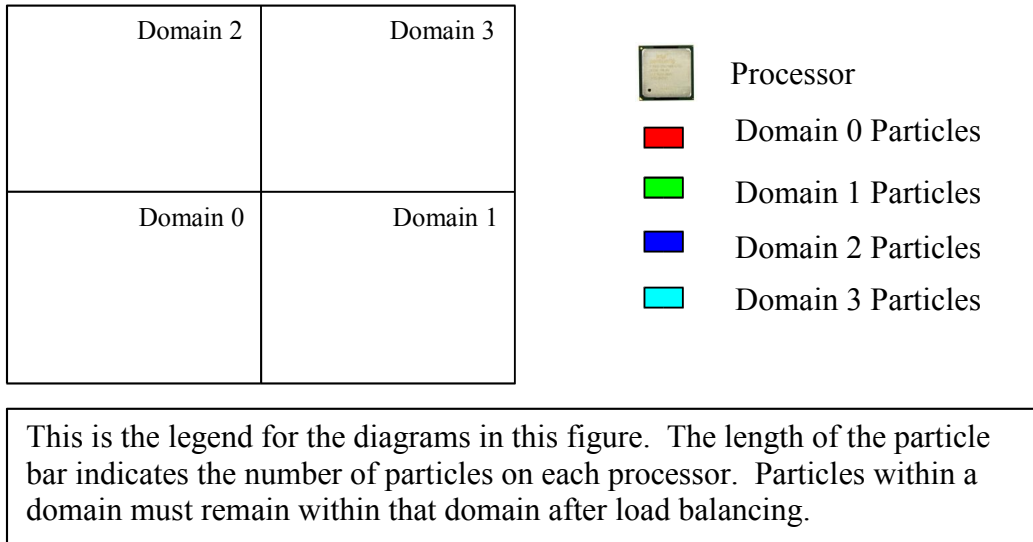 Domain 2
Domain 3
Domain 0
Domain 1
Processor
Domain 0 Particles
Domain 1 Particles
Domain 2 Particles
Domain 3 Particles
This is the legend for the diagrams in this figure. The length of the particle
bar indicates the number of particles on each processor. Particles within a
domain must remain within that domain after load balancing.